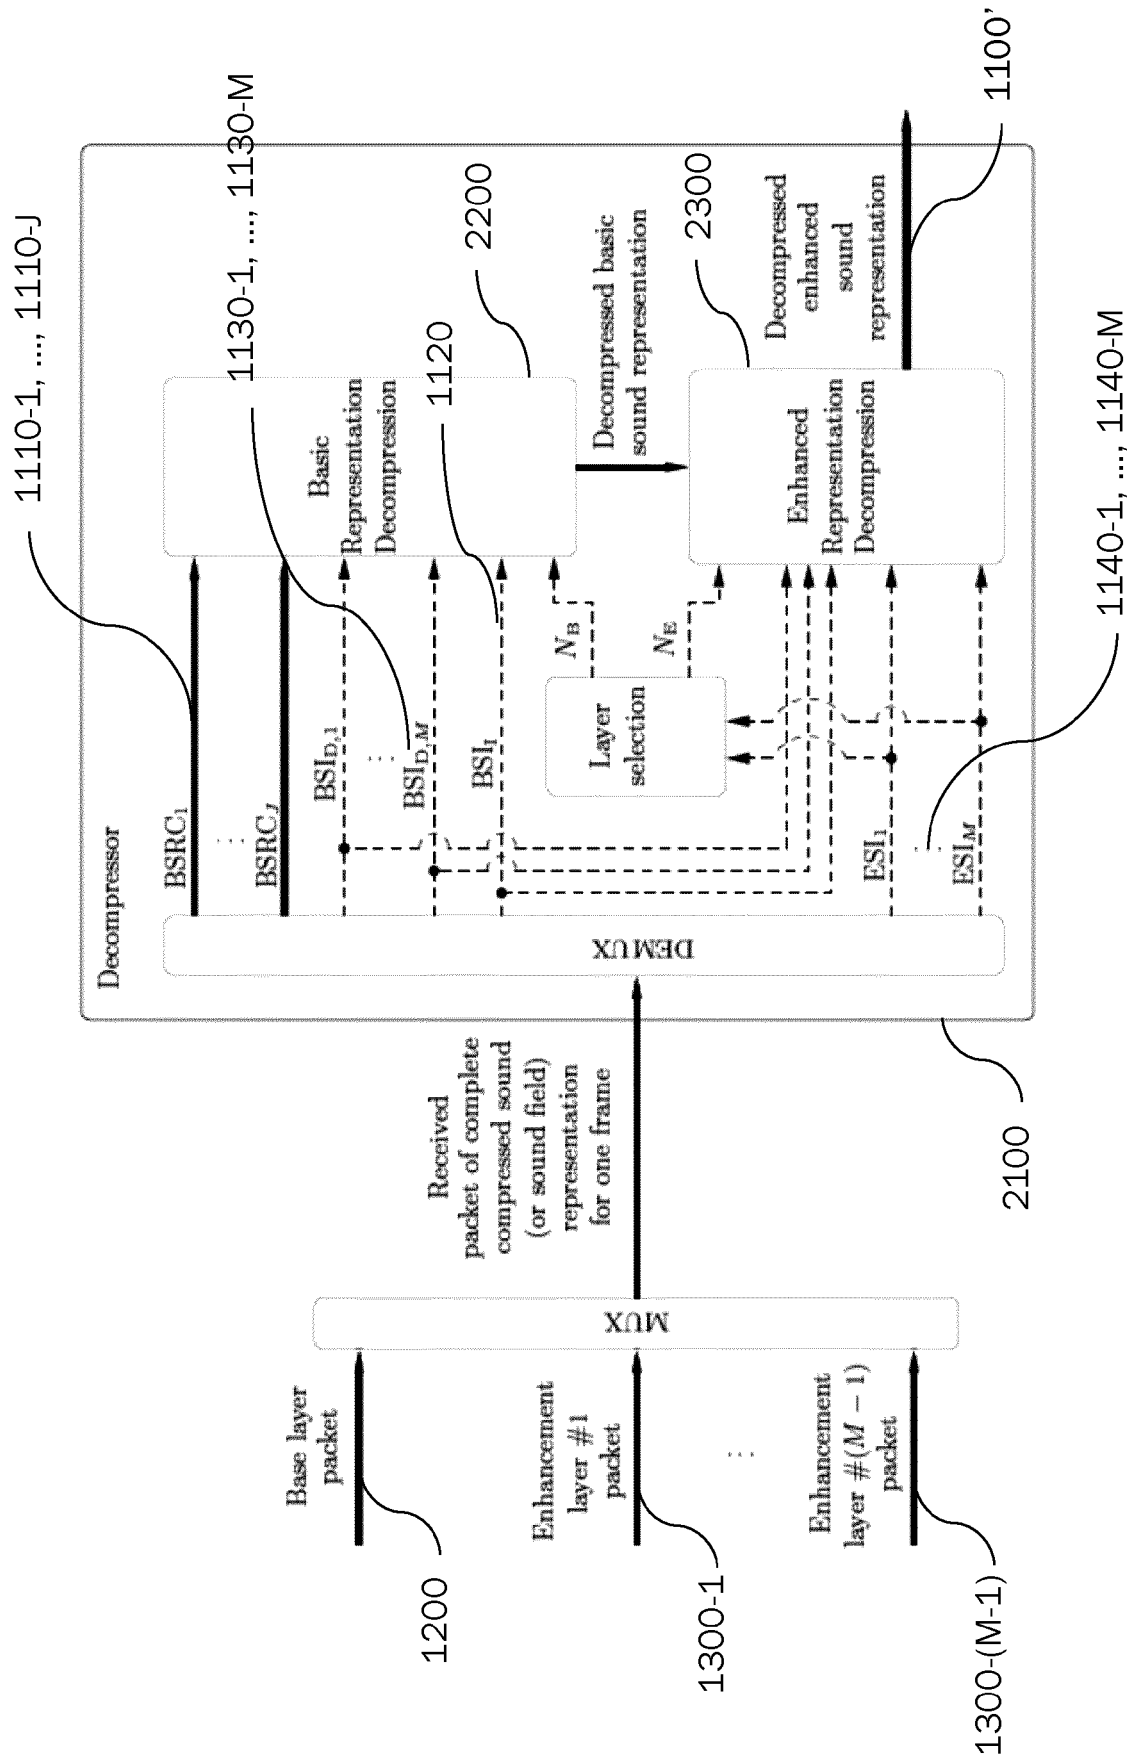 1110-1, ..., 1110-J
1130-1, ..., 1130-M
1120
2200
2300
1100’
1140-1, ..., 1140-M
Decompressor
BSRC1
⋮
BSRCJ
BSID,1
⋮
BSID,M
BSII
Basic
Representation
Decompression
Decompressed basic
sound representation
NB
NE
Layer
selection
Enhanced
Representation
Decompression
Decompressed
enhanced
sound
representation
ESI1
⋮
ESIM
DEMUX
Received
packet of complete
compressed sound
(or sound field)
representation
for one frame
2100
MUX
Base layer
packet
Enhancement
layer #1
packet
⋮
Enhancement
layer #(M − 1)
packet
1200
1300-1
1300-(M-1)